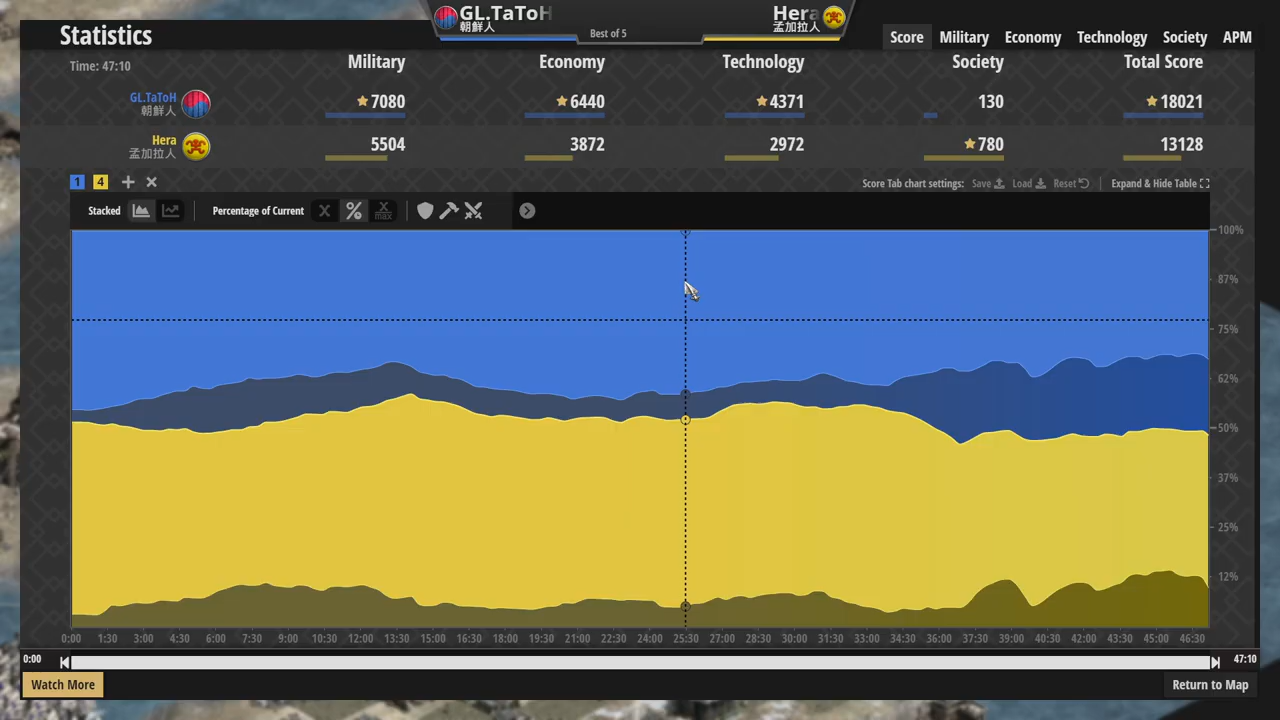 GL.TaToH
朝鮮人
Best of 5
Hera
孟加拉人
Statistics
Score Military Economy Technology Society APM
Time: 47:10
Military Economy Technology Society Total Score
GL.TaToH
朝鮮人
7080 6440 4371 130 18021
Hera
孟加拉人
5504 3872 2972 780 13128
1 4
Score Tab chart settings: Save Load Reset Expand & Hide Table
Stacked Percentage of Current X % X max
100%
87%
75%
62%
50%
37%
25%
12%
0:00 1:30 3:00 4:30 6:00 7:30 9:00 10:30 12:00 13:30 15:00 16:30 18:00 19:30 21:00 22:30 24:00 25:30 27:00 28:30 30:00 31:30 33:00 34:30 36:00 37:30 39:00 40:30 42:00 43:30 45:00 46:30
0:00 47:10
Watch More
Return to Map